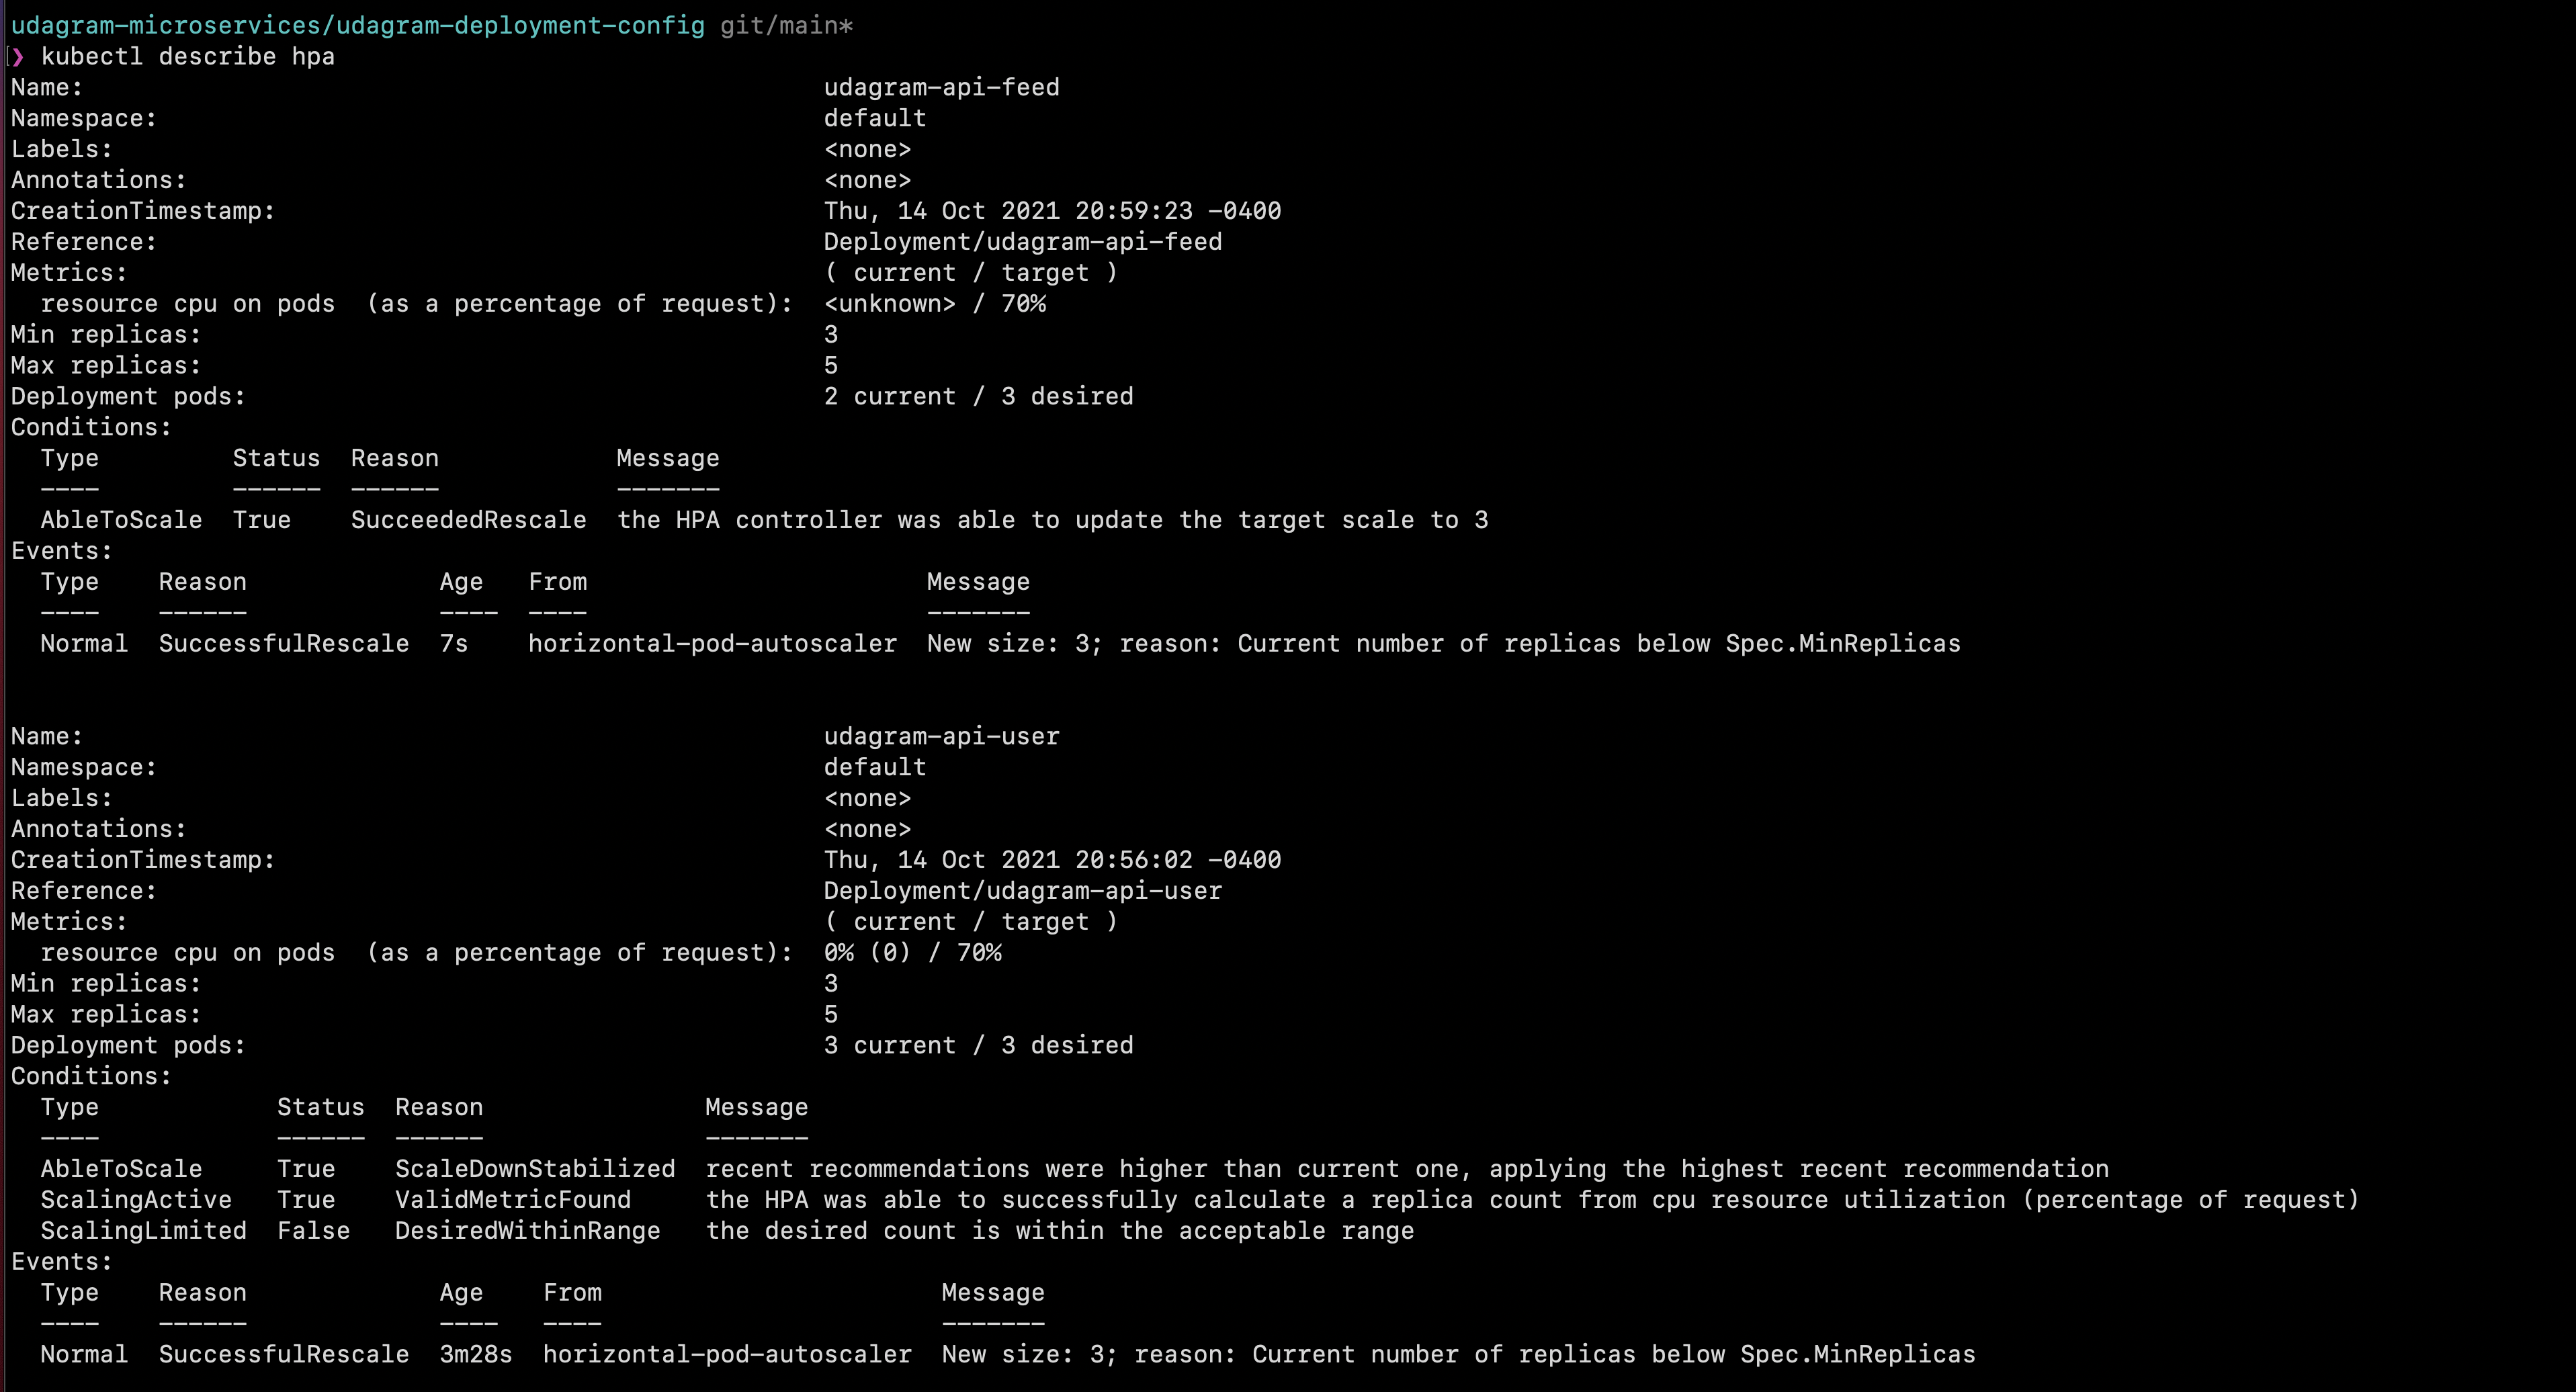 udagram-microservices/udagram-deployment-config git/main*
❯ kubectl describe hpa
Name:                                                  udagram-api-feed
Namespace:                                             default
Labels:                                                <none>
Annotations:                                           <none>
CreationTimestamp:                                     Thu, 14 Oct 2021 20:59:23 -0400
Reference:                                             Deployment/udagram-api-feed
Metrics:                                               ( current / target )
  resource cpu on pods  (as a percentage of request):  <unknown> / 70%
Min replicas:                                          3
Max replicas:                                          5
Deployment pods:                                       2 current / 3 desired
Conditions:
  Type         Status  Reason            Message
  ----         ------  ------            -------
  AbleToScale  True    SucceededRescale  the HPA controller was able to update the target scale to 3
Events:
  Type    Reason             Age   From                       Message
  ----    ------             ----  ----                       -------
  Normal  SuccessfulRescale  7s    horizontal-pod-autoscaler  New size: 3; reason: Current number of replicas below Spec.MinReplicas
Name:                                                  udagram-api-user
Namespace:                                             default
Labels:                                                <none>
Annotations:                                           <none>
CreationTimestamp:                                     Thu, 14 Oct 2021 20:56:02 -0400
Reference:                                             Deployment/udagram-api-user
Metrics:                                               ( current / target )
  resource cpu on pods  (as a percentage of request):  0% (0) / 70%
Min replicas:                                          3
Max replicas:                                          5
Deployment pods:                                       3 current / 3 desired
Conditions:
  Type            Status  Reason               Message
  ----            ------  ------               -------
  AbleToScale     True    ScaleDownStabilized  recent recommendations were higher than current one, applying the highest recent recommendation
  ScalingActive   True    ValidMetricFound     the HPA was able to successfully calculate a replica count from cpu resource utilization (percentage of request)
  ScalingLimited  False   DesiredWithinRange   the desired count is within the acceptable range
Events:
  Type    Reason             Age    From                       Message
  ----    ------             ----   ----                       -------
  Normal  SuccessfulRescale  3m28s  horizontal-pod-autoscaler  New size: 3; reason: Current number of replicas below Spec.MinReplicas